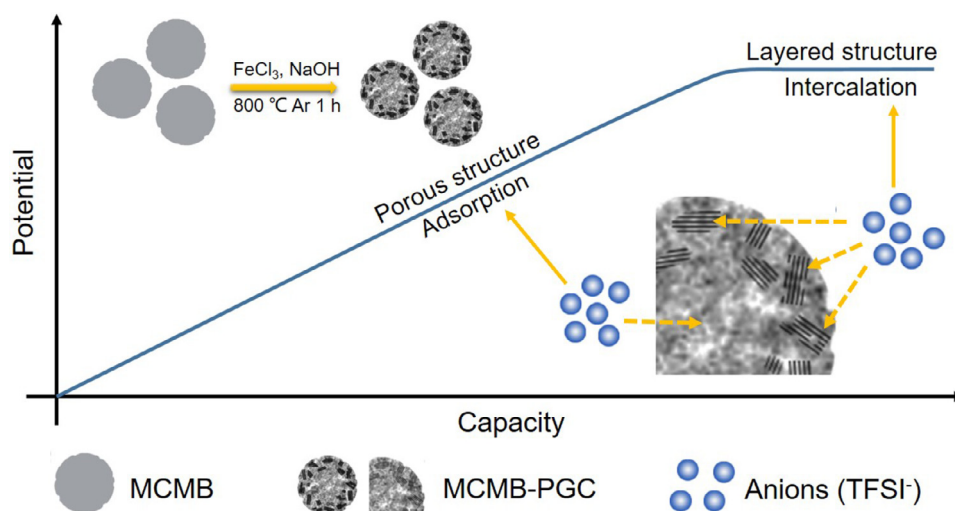 FeCl₃, NaOH
800 ℃ Ar 1 h
Layered structure
Intercalation
Porous structure
Adsorption
Potential
Capacity
MCMB
MCMB-PGC
Anions (TFSI⁻)